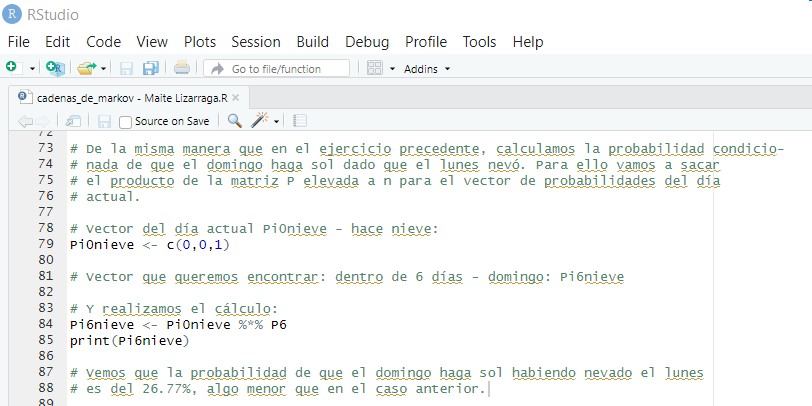 RStudio
File Edit Code View Plots Session Build Debug Profile Tools Help
Go to file/function
Addins
cadenas_de_markov - Maite Lizarraga.R
Source on Save
72
73 # De la misma manera que en el ejercicio precedente, calculamos la probabilidad condicio-
74 # nada de que el domingo haga sol dado que el lunes nevó. Para ello vamos a sacar
75 # el producto de la matriz P elevada a n para el vector de probabilidades del día
76 # actual.
77
78 # Vector del día actual Pi0nieve - hace nieve:
79 Pi0nieve <- c(0,0,1)
80
81 # Vector que queremos encontrar: dentro de 6 días - domingo: Pi6nieve
82
83 # Y realizamos el cálculo:
84 Pi6nieve <- Pi0nieve %*% P6
85 print(Pi6nieve)
86
87 # Vemos que la probabilidad de que el domingo haga sol habiendo nevado el lunes
88 # es del 26.77%, algo menor que en el caso anterior.
89